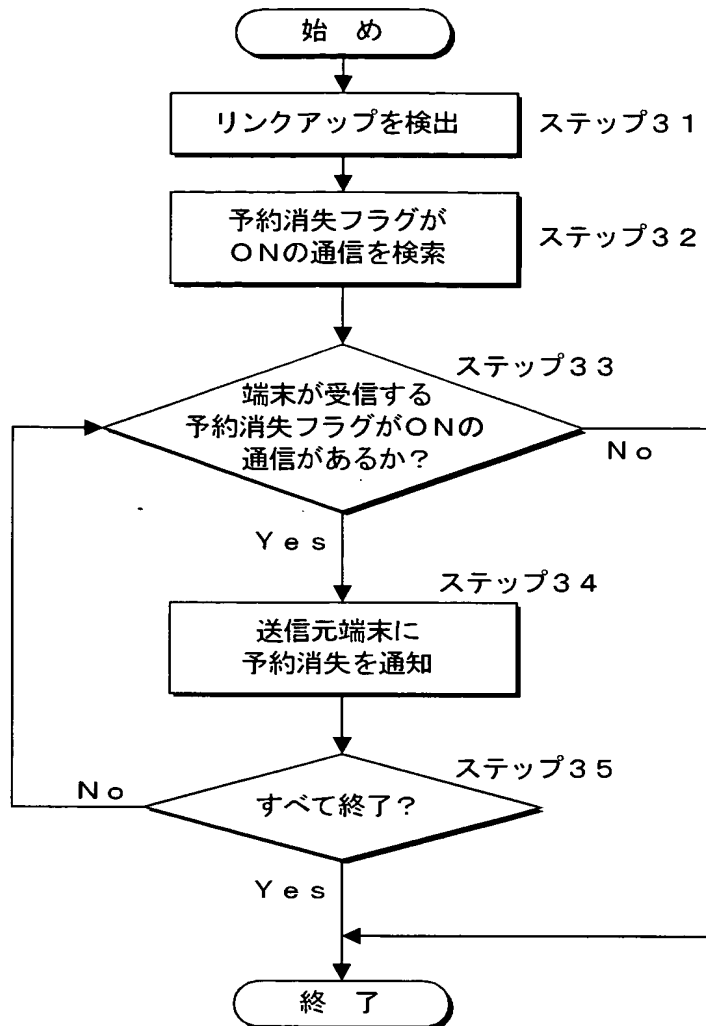 始 め
リンクアップを検出
ステップ31
予約消失フラグが
ONの通信を検索
ステップ32
ステップ33
端末が受信する
予約消失フラグがONの
通信があるか?
No
Yes
ステップ34
送信元端末に
予約消失を通知
ステップ35
すべて終了?
No
Yes
終 了